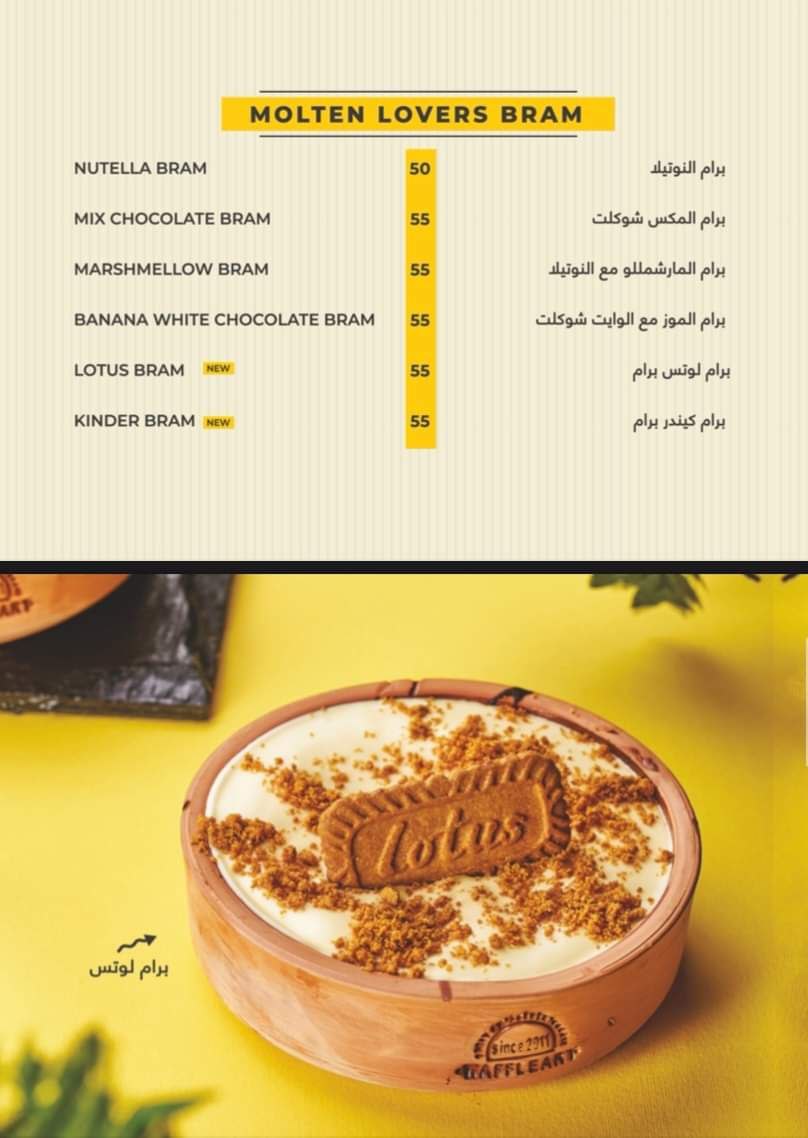 MOLTEN LOVERS BRAM
NUTELLA BRAM 50 برام النوتيلا
MIX CHOCOLATE BRAM 55 برام المكس شوكلت
MARSHMELLOW BRAM 55 برام المارشمللو مع النوتيلا
BANANA WHITE CHOCOLATE BRAM 55 برام الموز مع الوايت شوكلت
LOTUS BRAM NEW 55 برام لوتس برام
KINDER BRAM NEW 55 برام كيندر برام
lotus
برام لوتس
since 2911